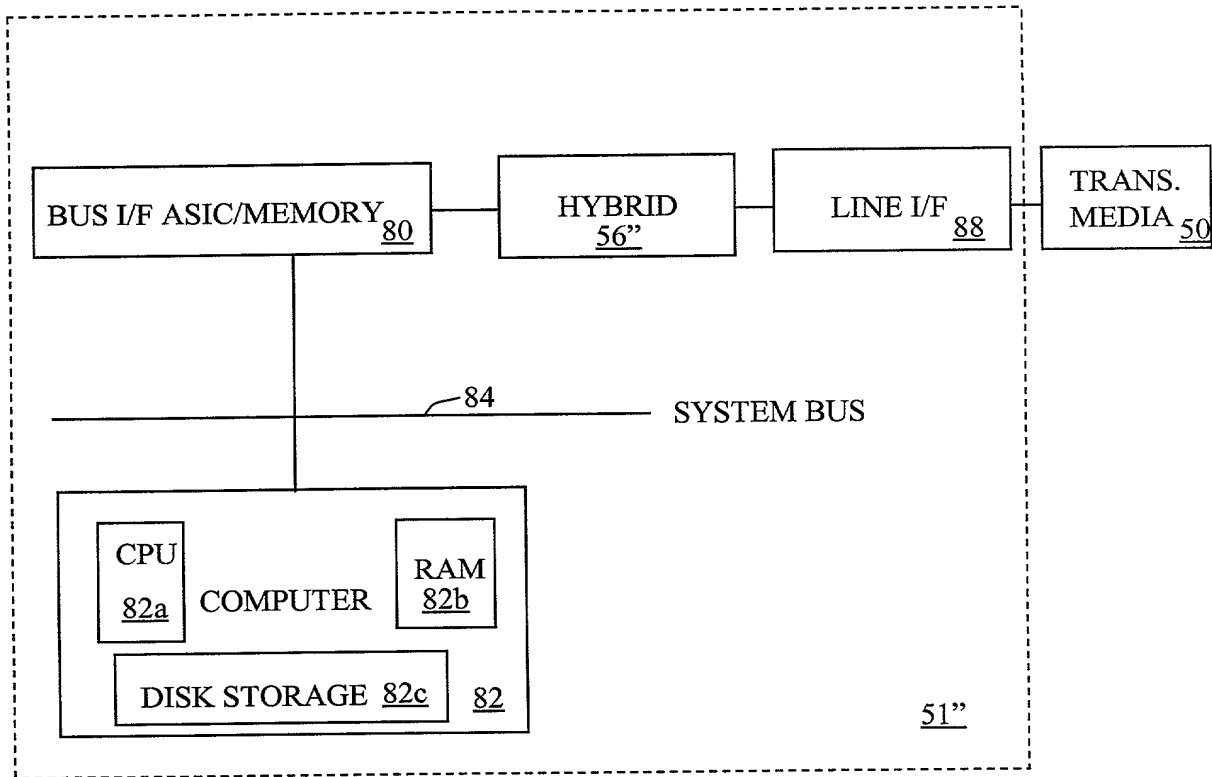 BUS I/F ASIC/MEMORY 80
HYBRID
56”
LINE I/F
88
TRANS.
MEDIA 50
84
SYSTEM BUS
CPU
82a
COMPUTER
RAM
82b
DISK STORAGE 82c
82
51”